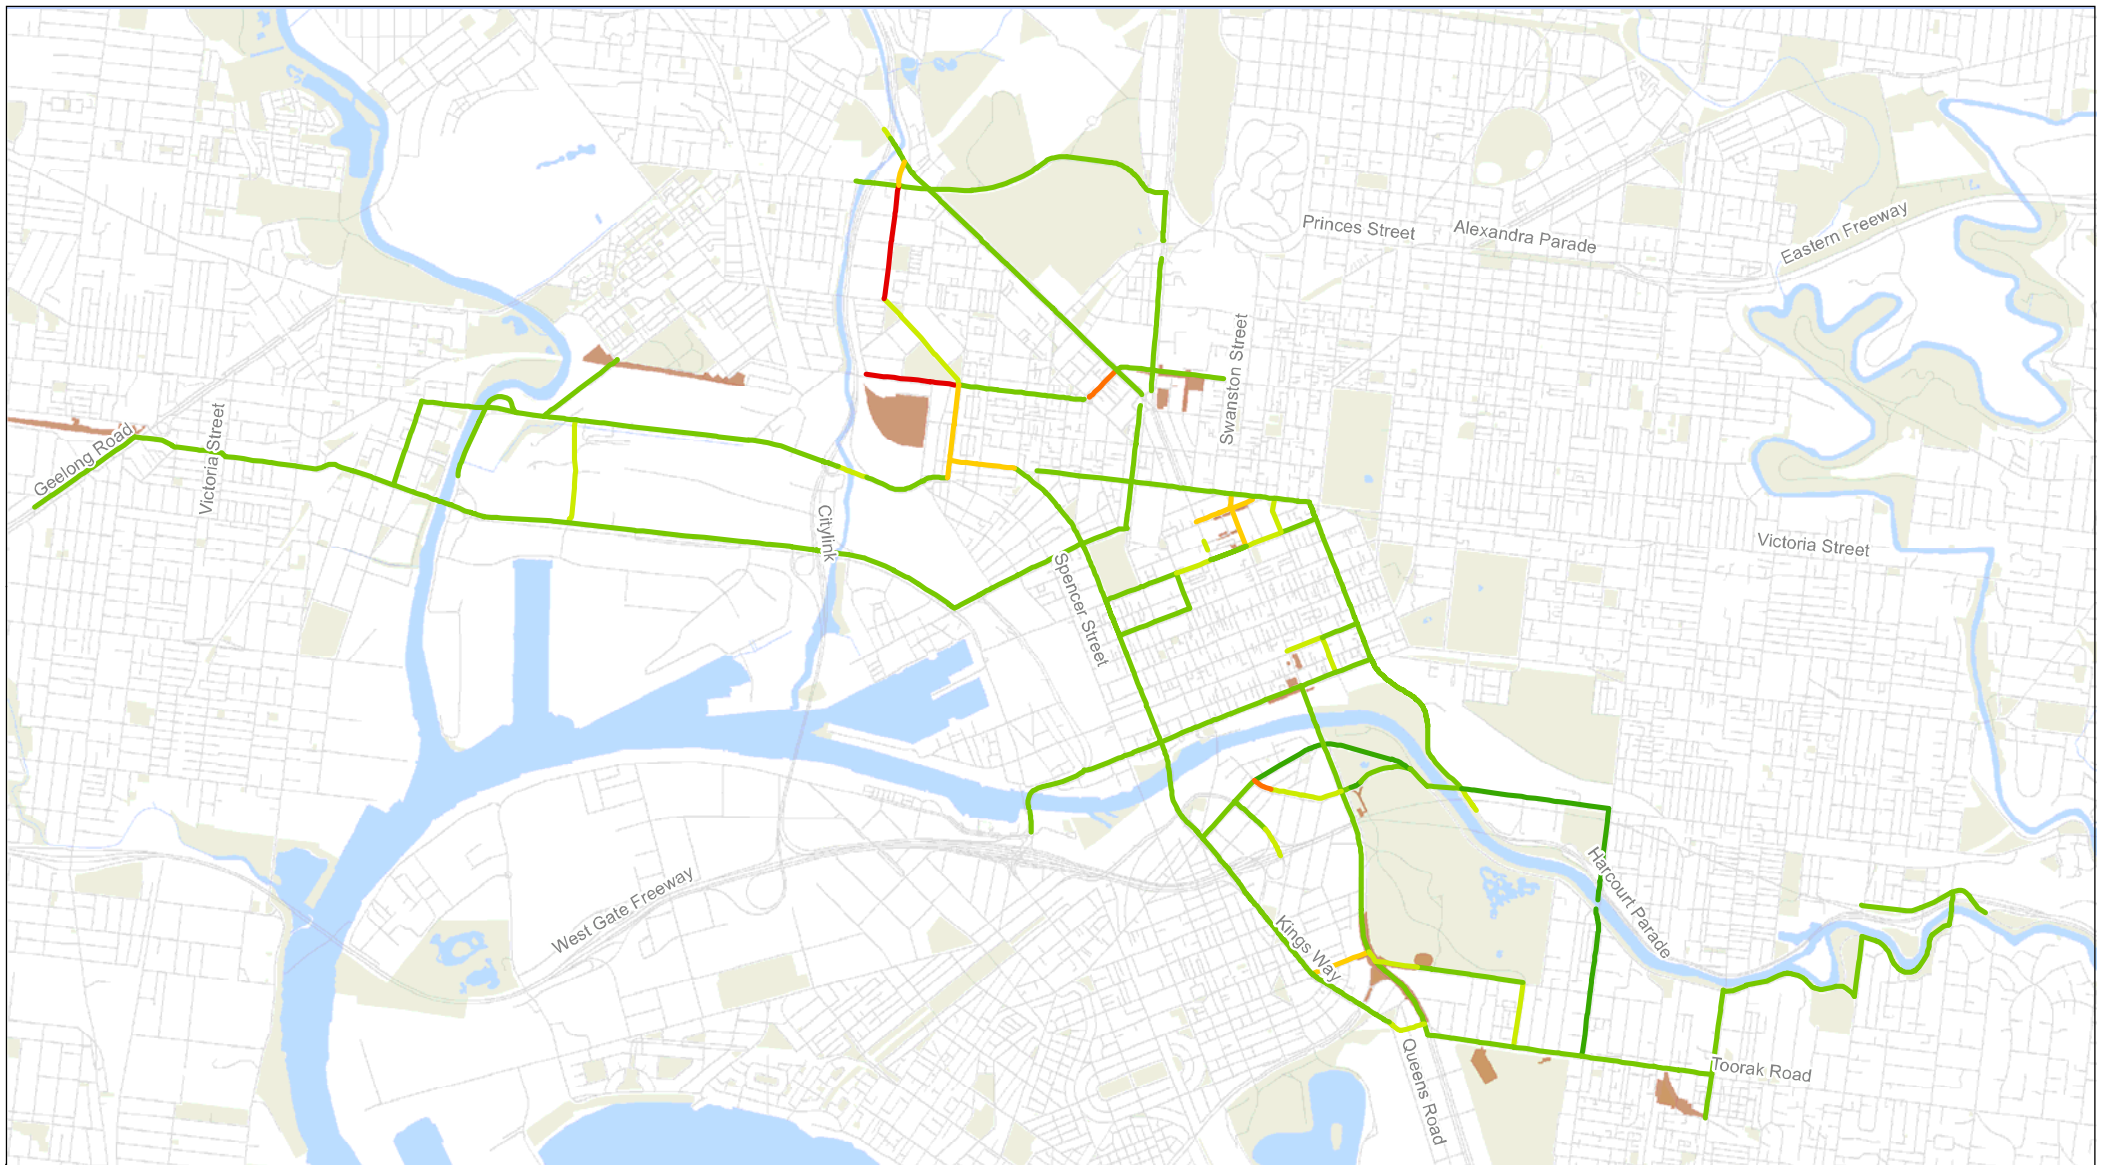 Princes Street
Alexandra Parade
Eastern Freeway
Swanston Street
Geelong Road
Victoria Street
Citylink
Spencer Street
Victoria Street
West Gate Freeway
Harcourt Parade
Kings Way
Queens Road
Toorak Road